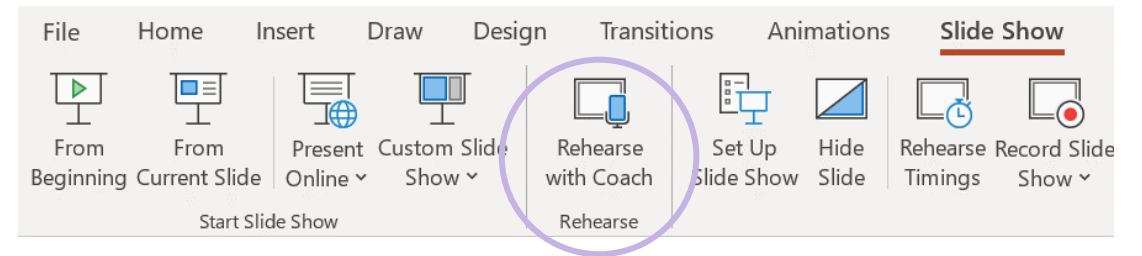 File Home Insert Draw Design Transitions Animations Slide Show
From Beginning
From Current Slide
Present Online
Custom Slide Show
Rehearse with Coach
Set Up Slide Show
Hide Slide
Rehearse Timings
Record Slide Show
Start Slide Show
Rehearse